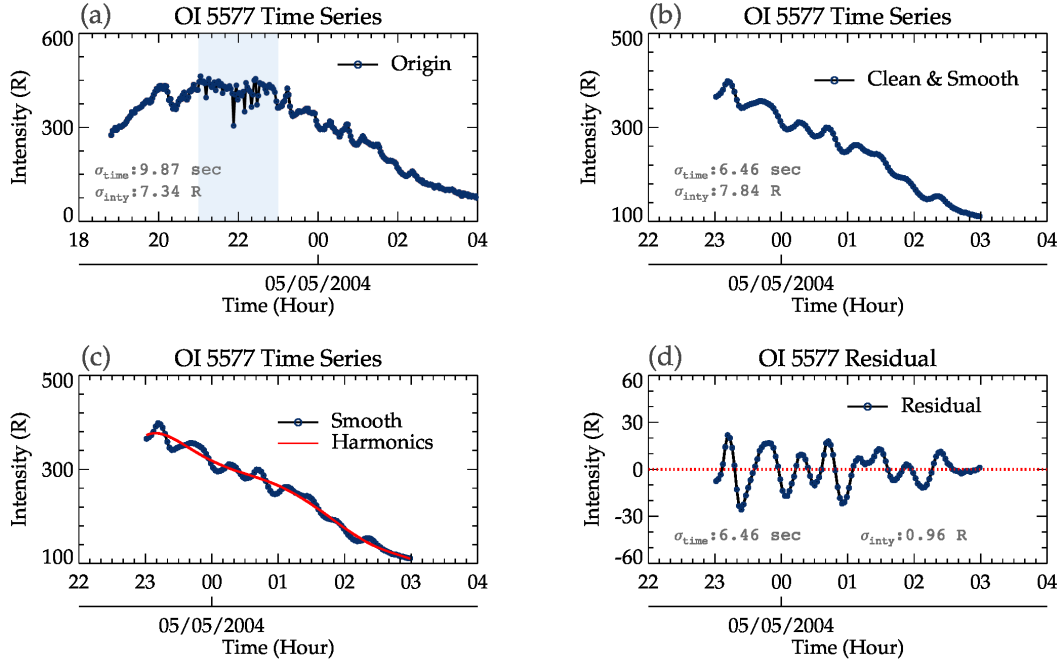 (a) OI 5577 Time Series
600
300
0
Intensity (R)
Origin
σtime:9.87 sec
σinty:7.34 R
18 20 22 00 02 04
05/05/2004
Time (Hour)
(b) OI 5577 Time Series
500
300
100
Intensity (R)
Clean & Smooth
σtime:6.46 sec
σinty:7.84 R
22 23 00 01 02 03 04
05/05/2004
Time (Hour)
(c) OI 5577 Time Series
500
300
100
Intensity (R)
Smooth
Harmonics
22 23 00 01 02 03 04
05/05/2004
Time (Hour)
(d) OI 5577 Residual
60
30
0
-30
-60
Intensity (R)
Residual
σtime:6.46 sec σinty:0.96 R
22 23 00 01 02 03 04
05/05/2004
Time (Hour)